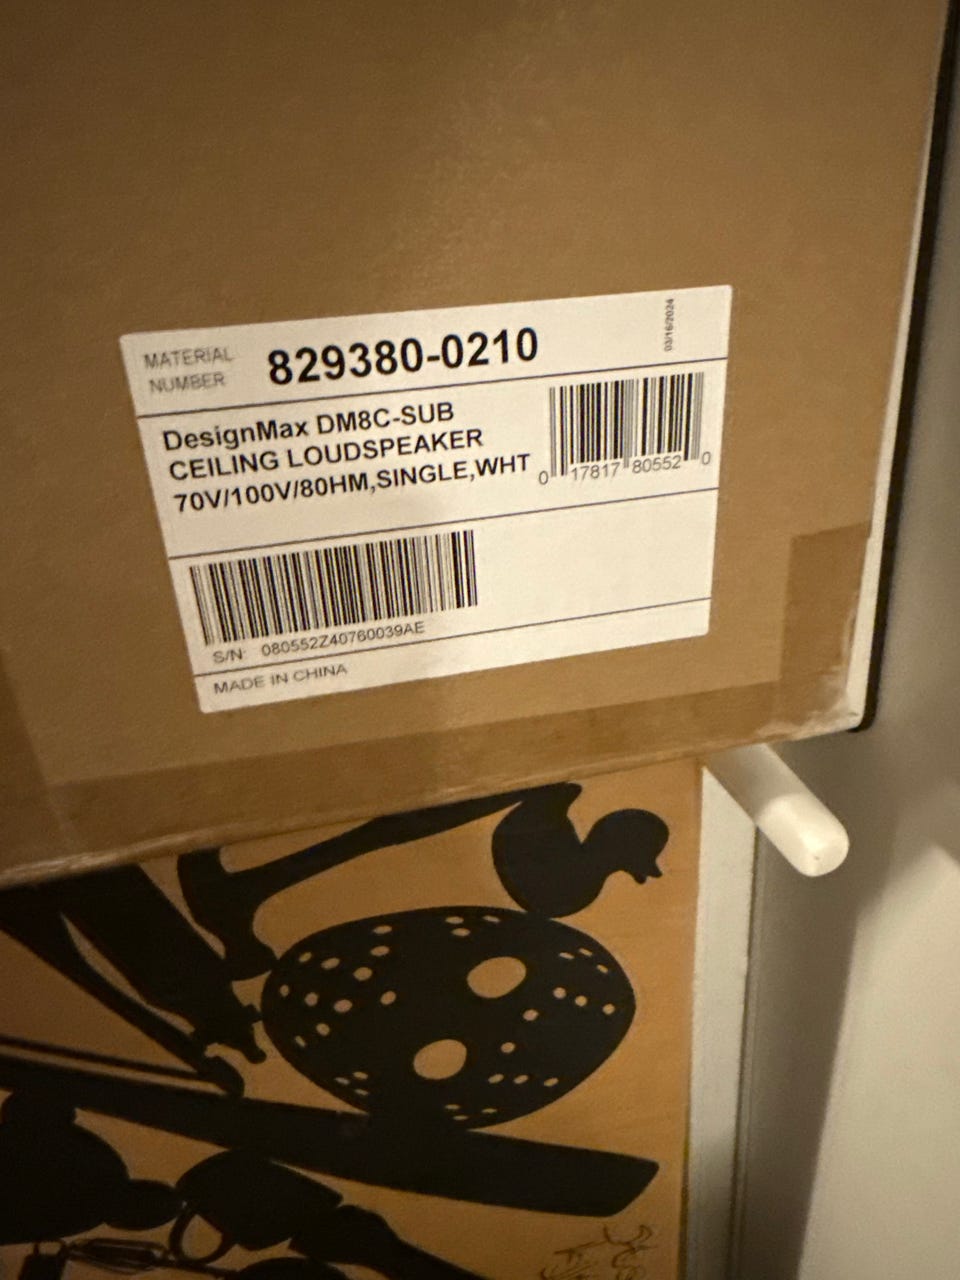 MATERIAL
NUMBER
829380-0210
03/16/2024
DesignMax DM8C-SUB
CEILING LOUDSPEAKER
70V/100V/8OHM,SINGLE,WHT
0 17817 80552 0
S/N: 080552Z40760039AE
MADE IN CHINA